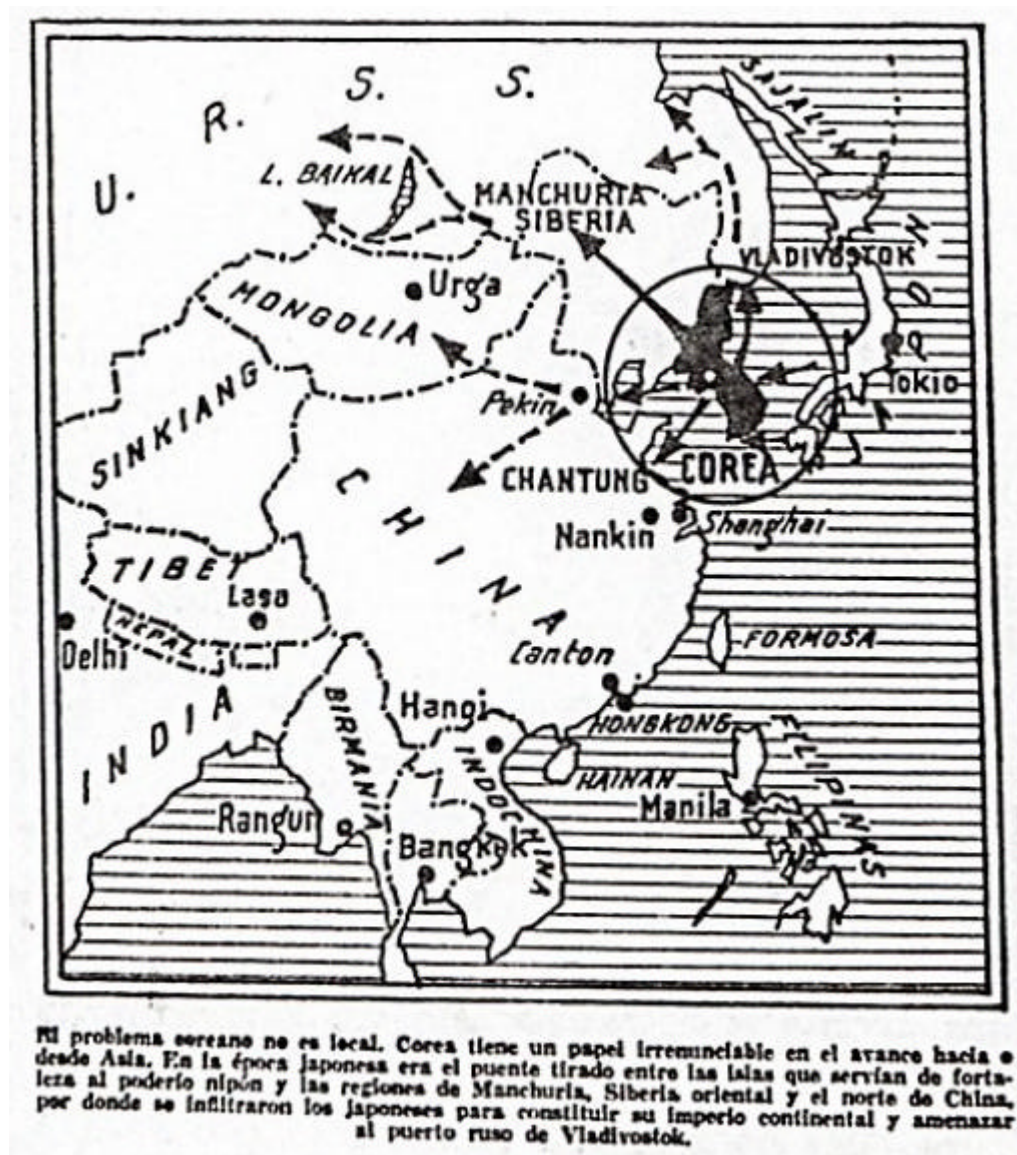 U. R. S. S.
SAJALIN
L. BAIKAL
MANCHURIA
SIBERIA
VLADIVOSTOK
Urga
MONGOLIA
JAPON
Tokio
Pekin
SINKIANG
CHANTUNG
COREA
CHINA
Nankin
Shanghai
TIBET
Lasa
NEPAL
Delhi
FORMOSA
Canton
INDIA
BIRMANIA
Hanoi
HONGKONG
INDOCHINA
HAINAN
FILIPINAS
Manila
Rangun
Bangkok
El problema coreano no es local. Corea tiene un papel irrenunciable en el avance hacia o
desde Asia. En la época japonesa era el puente tirado entre las islas que servían de forta-
leza al poderío nipón y las regiones de Manchuria, Siberia oriental y el norte de China,
por donde se infiltraron los japoneses para constituir su imperio continental y amenazar
al puerto ruso de Vladivostok.